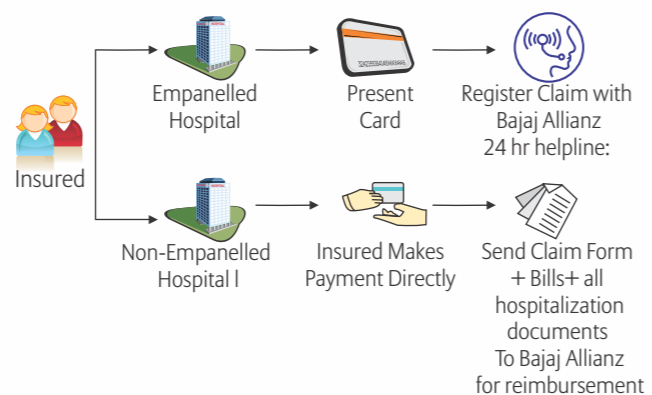 Insured
Empanelled
Hospital
Present
Card
Register Claim with
Bajaj Allianz
24 hr helpline:
Non-Empanelled
Hospital l
Insured Makes
Payment Directly
Send Claim Form
+ Bills+ all
hospitalization
documents
To Bajaj Allianz
for reimbursement